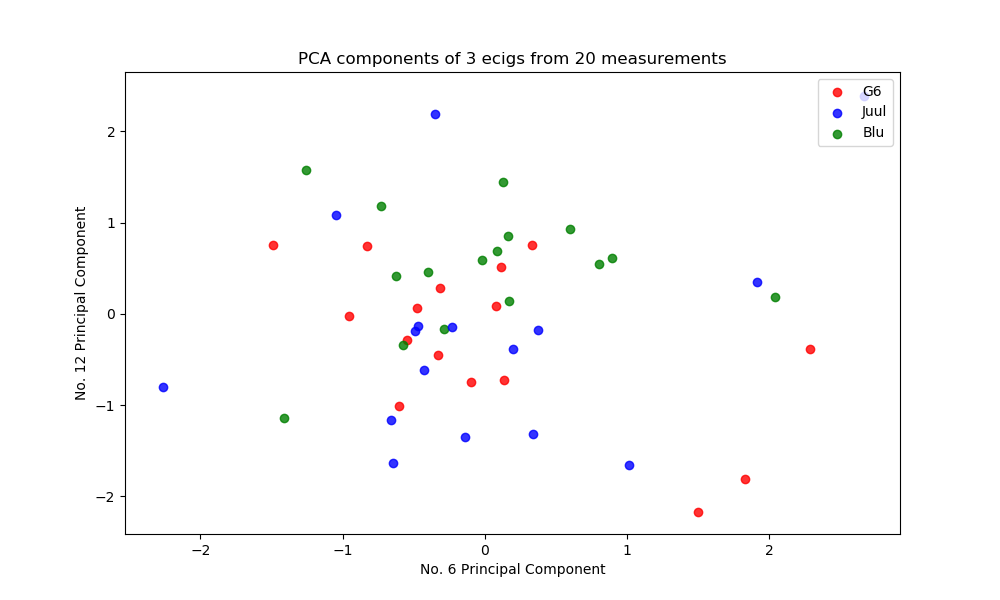 PCA components of 3 ecigs from 20 measurements
G6
Juul
Blu
No. 12 Principal Component
2
1
0
−1
−2
−2
−1
0
1
2
No. 6 Principal Component